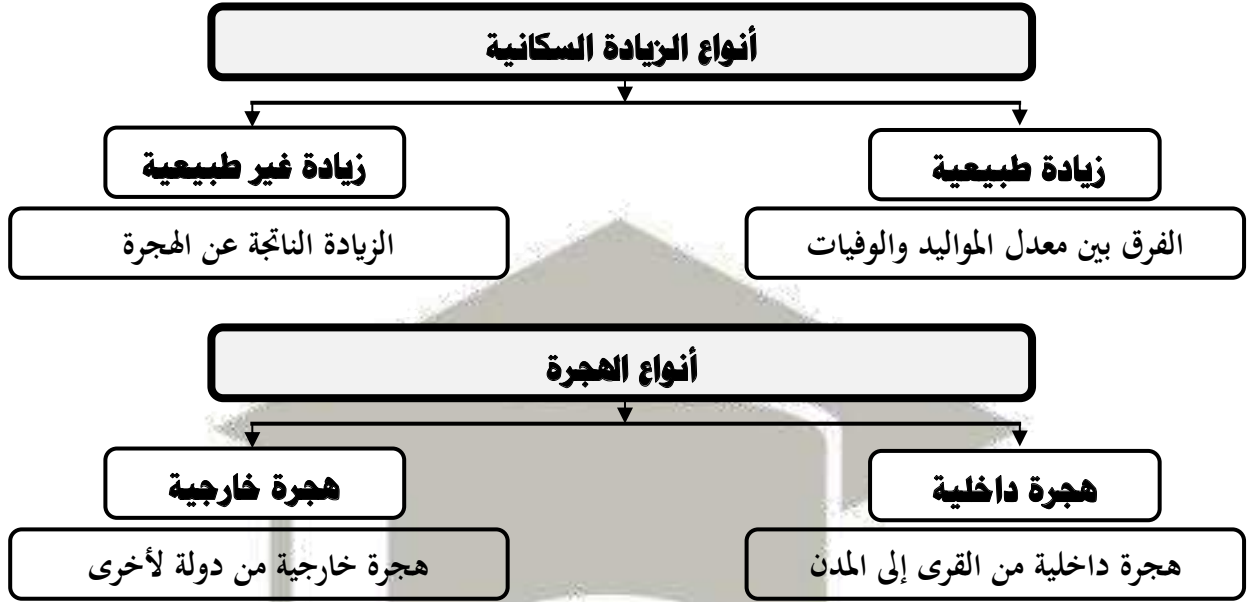 أنواع الزيادة السكانية
زيادة طبيعية
زيادة غير طبيعية
الفرق بين معدل المواليد والوفيات
الزيادة الناتجة عن الهجرة
أنواع الهجرة
هجرة داخلية
هجرة خارجية
هجرة داخلية من القرى إلى المدن
هجرة خارجية من دولة لأخرى